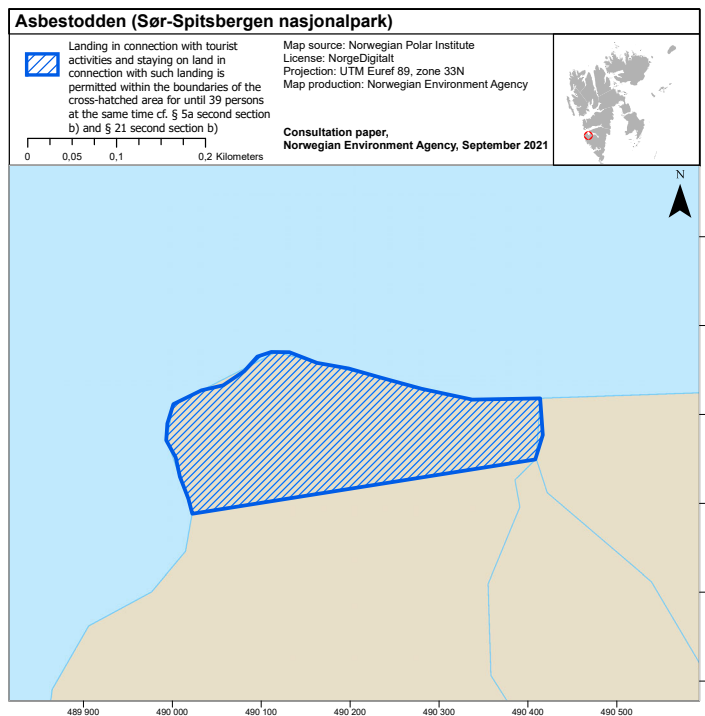 Asbestodden (Sør-Spitsbergen nasjonalpark)
Landing in connection with tourist
activities and staying on land in
connection with such landing is
permitted within the boundaries of the
cross-hatched area for until 39 persons
at the same time cf. § 5a second section
b) and § 21 second section b)
0 0,05 0,1 0,2 Kilometers
Map source: Norwegian Polar Institute
License: NorgeDigitalt
Projection: UTM Euref 89, zone 33N
Map production: Norwegian Environment Agency
Consultation paper,
Norwegian Environment Agency, September 2021
N
489 900 490 000 490 100 490 200 490 300 490 400 490 500